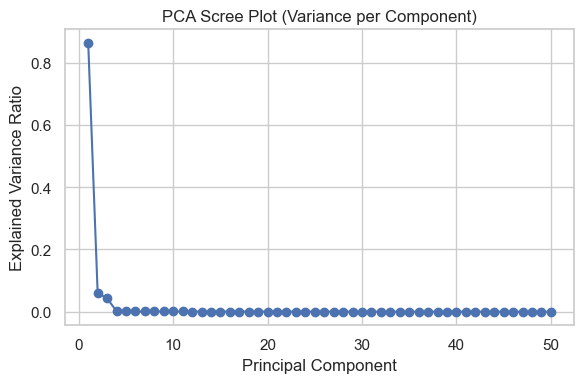 PCA Scree Plot (Variance per Component)
Explained Variance Ratio
0.8
0.6
0.4
0.2
0.0
0 10 20 30 40 50
Principal Component